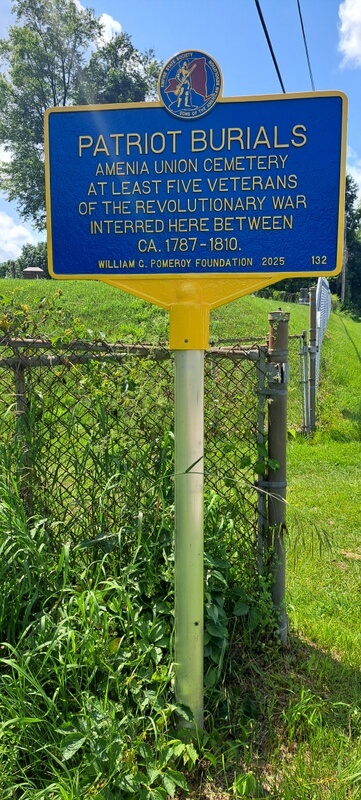 PATRIOT BURIALS
AMENIA UNION CEMETERY
AT LEAST FIVE VETERANS
OF THE REVOLUTIONARY WAR
INTERRED HERE BETWEEN
CA. 1787-1810.
WILLIAM G. POMEROY FOUNDATION 2025 132